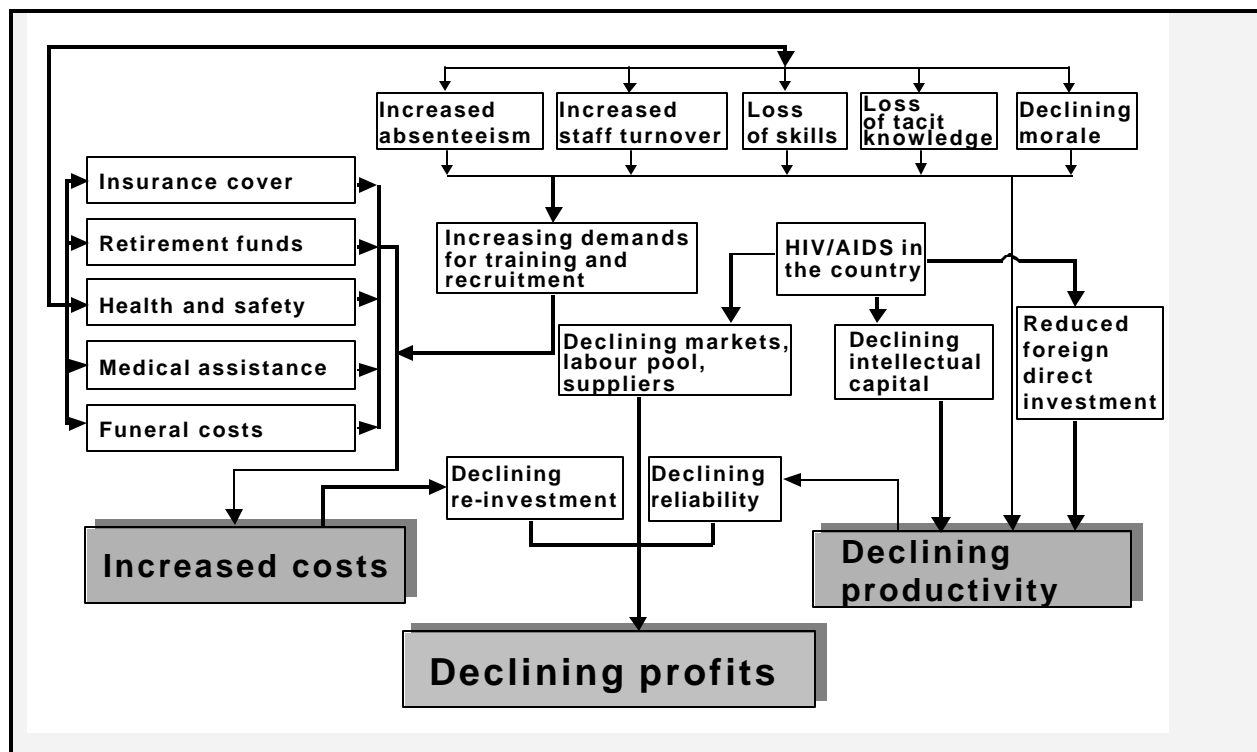 Increased
absenteeism
Increased
staff turnover
Loss
of skills
Loss
of tacit
knowledge
Declining
morale
Insurance cover
Retirement funds
Health and safety
Medical assistance
Funeral costs
Increasing demands
for training and
recruitment
HIV/AIDS in
the country
Declining markets,
labour pool,
suppliers
Declining
intellectual
capital
Reduced
foreign
direct
investment
Declining
re-investment
Declining
reliability
Increased costs
Declining
productivity
Declining profits